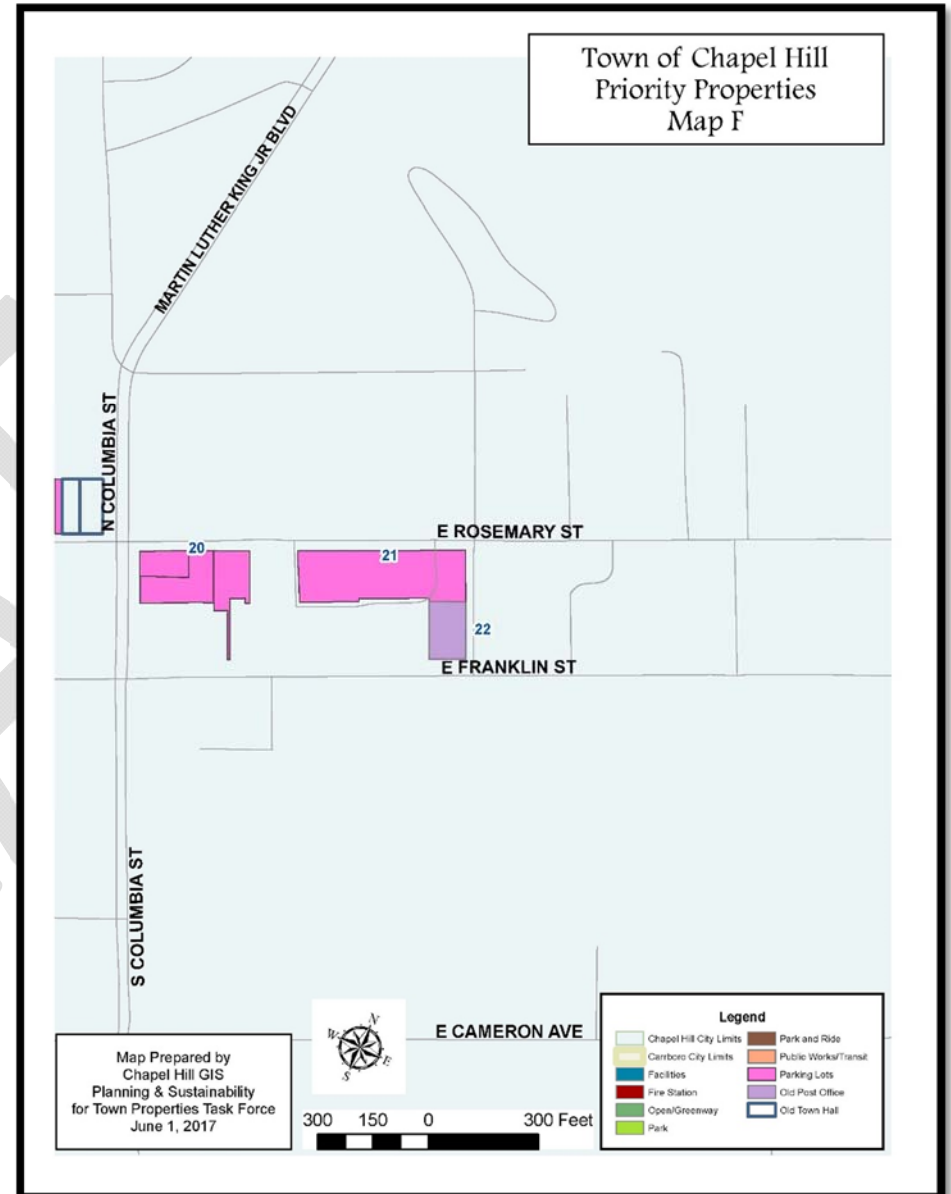 Town of Chapel Hill
Priority Properties
Map F
MARTIN LUTHER KING JR BLVD
N COLUMBIA ST
E ROSEMARY ST
20
21
22
E FRANKLIN ST
S COLUMBIA ST
E CAMERON AVE
Map Prepared by
Chapel Hill GIS
Planning & Sustainability
for Town Properties Task Force
June 1, 2017
N
W
E
S
300 150 0 300 Feet
Legend
Chapel Hill City Limits
Carrboro City Limits
Facilities
Fire Station
Open/Greenway
Park
Park and Ride
Public Works/Transit
Parking Lots
Old Post Office
Old Town Hall